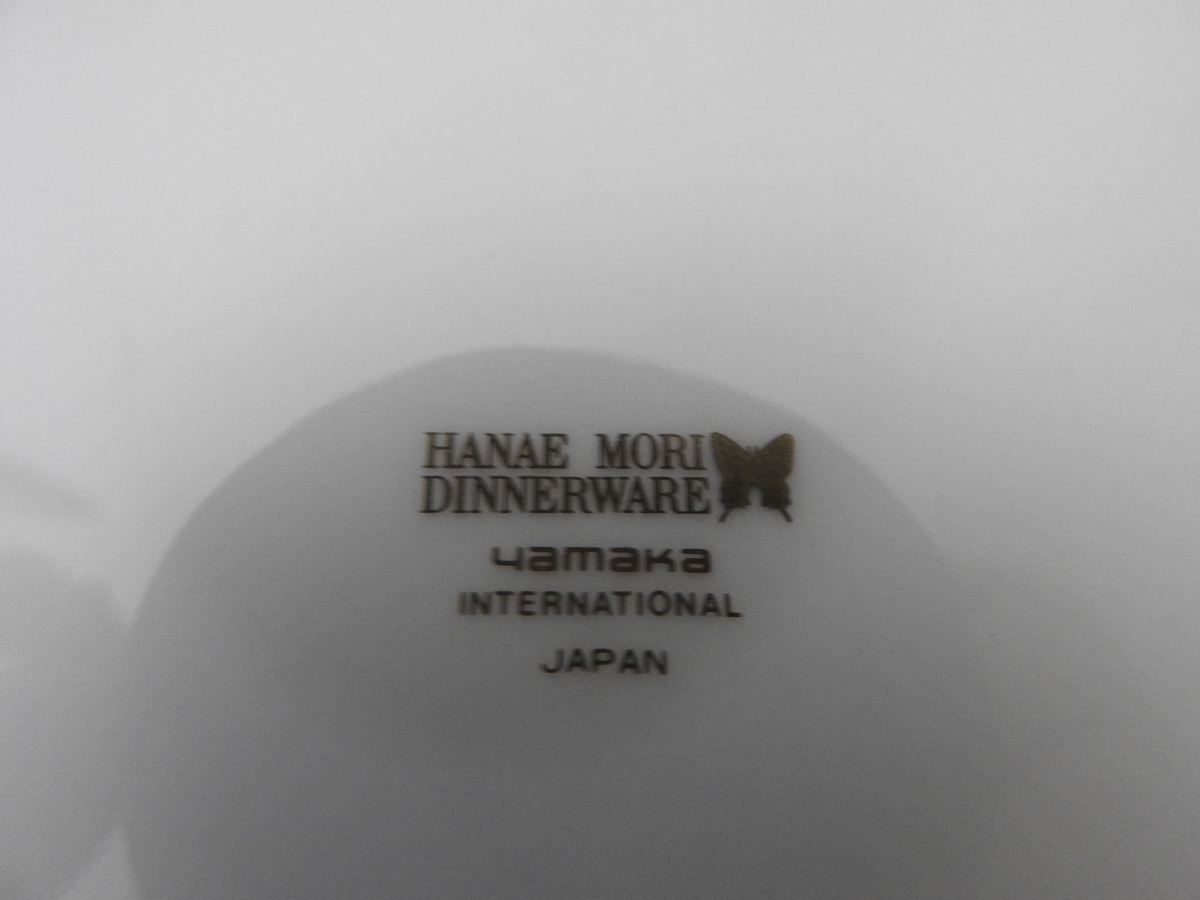 HANAE MORI
DINNERWARE
yamaka
INTERNATIONAL
JAPAN